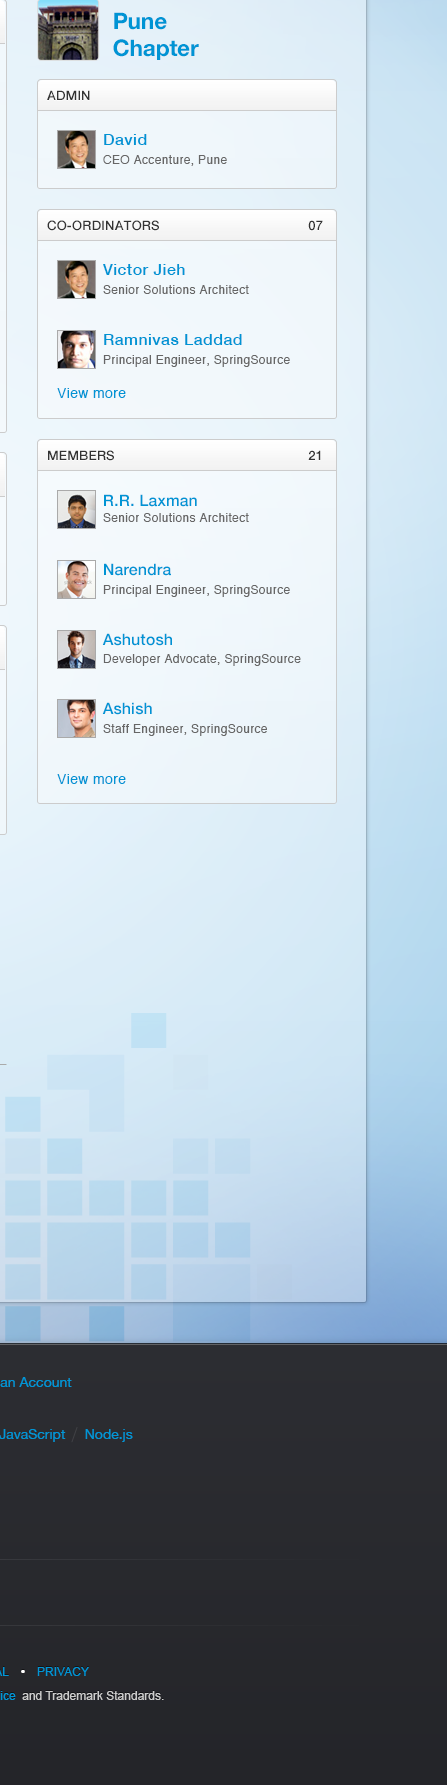 Pune
Chapter
ADMIN
David
CEO Accenture, Pune
CO-ORDINATORS 07
Victor Jieh
Senior Solutions Architect
Ramnivas Laddad
Principal Engineer, SpringSource
View more
MEMBERS 21
R.R. Laxman
Senior Solutions Architect
Narendra
Principal Engineer, SpringSource
Ashutosh
Developer Advocate, SpringSource
Ashish
Staff Engineer, SpringSource
View more
an Account
JavaScript / Node.js
• PRIVACY
and Trademark Standards.